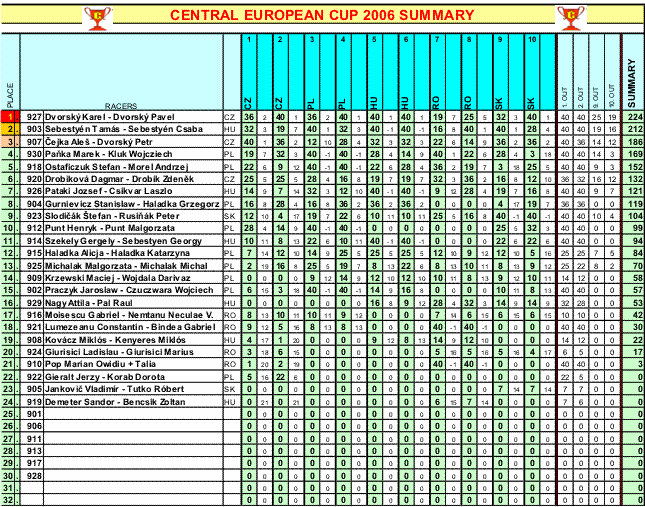 CENTRAL EUROPEAN CUP 2006 SUMMARY
PLACE RACERS 1 CZ 2 CZ 3 PL 4 PL 5 HU 6 HU 7 RO 8 RO 9 SK 10 SK 1. OUT 2. OUT 9. OUT 10. OUT SUMMARY
1. 927 Dvorský Karel - Dvorský Pavel CZ 36 2 40 1 36 2 40 1 40 1 40 1 19 7 25 5 32 3 40 1 40 40 25 19 224
2. 903 Sebestyén Tamás - Sebestyén Csaba HU 32 3 19 7 40 1 32 3 40 -1 40 -1 16 8 40 1 40 1 28 4 40 40 19 16 212
3. 907 Čejka Aleš - Dvorský Petr CZ 40 1 36 2 12 10 28 4 32 3 32 3 22 6 14 9 36 2 36 2 40 36 14 12 186
4. 930 Paňka Marek - Kluk Wojciech PL 19 7 32 3 40 -1 40 -1 28 4 14 9 40 1 22 6 28 4 3 18 40 40 14 3 169
5. 918 Ostaficzuk Stefan - Morel Andrzej PL 22 6 9 12 40 -1 40 -1 22 6 28 4 36 2 19 7 3 18 25 5 40 40 9 3 152
6. 920 Drobiková Dagmar - Drobik Zdeněk CZ 25 5 25 5 28 4 16 8 19 7 19 7 32 3 36 2 16 8 12 10 36 32 16 12 132
7. 926 Pataki Jozsef - Csikvar Laszlo HU 14 9 7 14 32 3 12 10 40 -1 40 -1 9 12 28 4 19 7 16 8 40 40 9 7 121
8. 904 Gurnievicz Stanislaw - Haladka Grzegorz PL 16 8 28 4 16 8 36 2 36 2 36 2 0 0 0 0 4 17 19 7 36 36 0 0 119
9. 923 Slodičák Štefan - Rusiňák Peter SK 12 10 4 17 19 7 22 6 10 11 10 11 25 5 16 8 40 -1 40 -1 40 40 10 4 104
10. 912 Punt Henryk - Punt Malgorzata PL 28 4 14 9 40 -1 40 -1 0 0 0 0 0 0 0 0 25 5 32 3 40 40 0 0 99
11. 914 Szekely Gergely - Sebestyen Georgy HU 10 11 8 13 22 6 10 11 40 -1 40 -1 0 0 0 0 22 6 22 6 40 40 0 0 94
12. 915 Haladka Alicja - Haladka Katarzyna PL 7 14 12 10 14 9 25 5 25 5 25 5 12 10 9 12 12 10 5 16 25 25 7 5 84
13. 925 Michalak Malgorzata - Michalak Michal PL 2 19 16 8 25 5 19 7 8 13 22 6 8 13 10 11 8 13 9 12 25 22 8 2 70
14. 909 Krzewski Maciej - Wojdala Darivaz PL 0 0 0 0 9 12 14 9 12 10 12 10 10 11 8 13 9 12 10 11 14 12 0 0 58
15. 902 Praczyk Jaroslaw - Czuczwara Wojciech PL 6 15 3 18 40 -1 40 -1 14 9 16 8 0 0 0 0 10 11 8 13 40 40 0 0 57
16. 929 Nagy Attila - Pal Raul HU 0 0 0 0 0 0 0 0 16 8 9 12 28 4 32 3 14 9 14 9 32 28 0 0 53
17. 916 Moisescu Gabriel - Nemtanu Neculae V. RO 8 13 10 11 10 11 9 12 0 0 0 0 7 14 6 15 6 15 6 15 10 10 0 0 42
18. 921 Lumezeanu Constantin - Bindea Gabriel RO 9 12 5 16 8 13 8 13 0 0 0 0 40 -1 40 -1 0 0 0 0 40 40 0 0 30
19. 908 Kovácz Miklós - Kenyeres Miklós HU 0 0 4 17 1 20 0 0 9 12 8 13 14 9 12 10 0 0 0 0 14 12 0 0 22
20. 924 Giurisici Ladislau - Giurisici Marius RO 3 18 6 15 0 0 0 0 0 0 0 0 5 16 5 16 5 16 4 17 6 5 0 0 17
21. 910 Pop Marian Owidiu + Talia RO 1 20 2 19 0 0 0 0 0 0 0 0 40 -1 40 -1 0 0 0 0 40 40 0 0 3
22. 922 Gieralt Jerzy - Korab Dorota PL 5 16 22 6 0 0 0 0 0 0 0 0 0 0 0 0 0 0 0 0 22 5 0 0 0
23. 905 Jankovič Vladimír - Tutko Róbert SK 0 0 0 0 0 0 0 0 0 0 0 0 0 0 0 0 7 14 7 14 7 7 0 0 0
24. 919 Demeter Sandor - Bencsik Zoltan HU 0 21 0 21 0 0 0 0 0 0 0 0 6 15 7 14 0 0 0 0 7 6 0 0 0
25. 901 0 0 0 0 0 0 0 0 0 0 0 0 0 0 0 0 0 0 0 0 0 0 0 0 0
26. 906 0 0 0 0 0 0 0 0 0 0 0 0 0 0 0 0 0 0 0 0 0 0 0 0 0
27. 911 0 0 0 0 0 0 0 0 0 0 0 0 0 0 0 0 0 0 0 0 0 0 0 0 0
28. 913 0 0 0 0 0 0 0 0 0 0 0 0 0 0 0 0 0 0 0 0 0 0 0 0 0
29. 917 0 0 0 0 0 0 0 0 0 0 0 0 0 0 0 0 0 0 0 0 0 0 0 0 0
30. 928 0 0 0 0 0 0 0 0 0 0 0 0 0 0 0 0 0 0 0 0 0 0 0 0 0
31. 0 0 0 0 0 0 0 0 0 0 0 0 0 0 0 0 0 0 0 0 0 0 0 0 0
32. 0 0 0 0 0 0 0 0 0 0 0 0 0 0 0 0 0 0 0 0 0 0 0 0 0